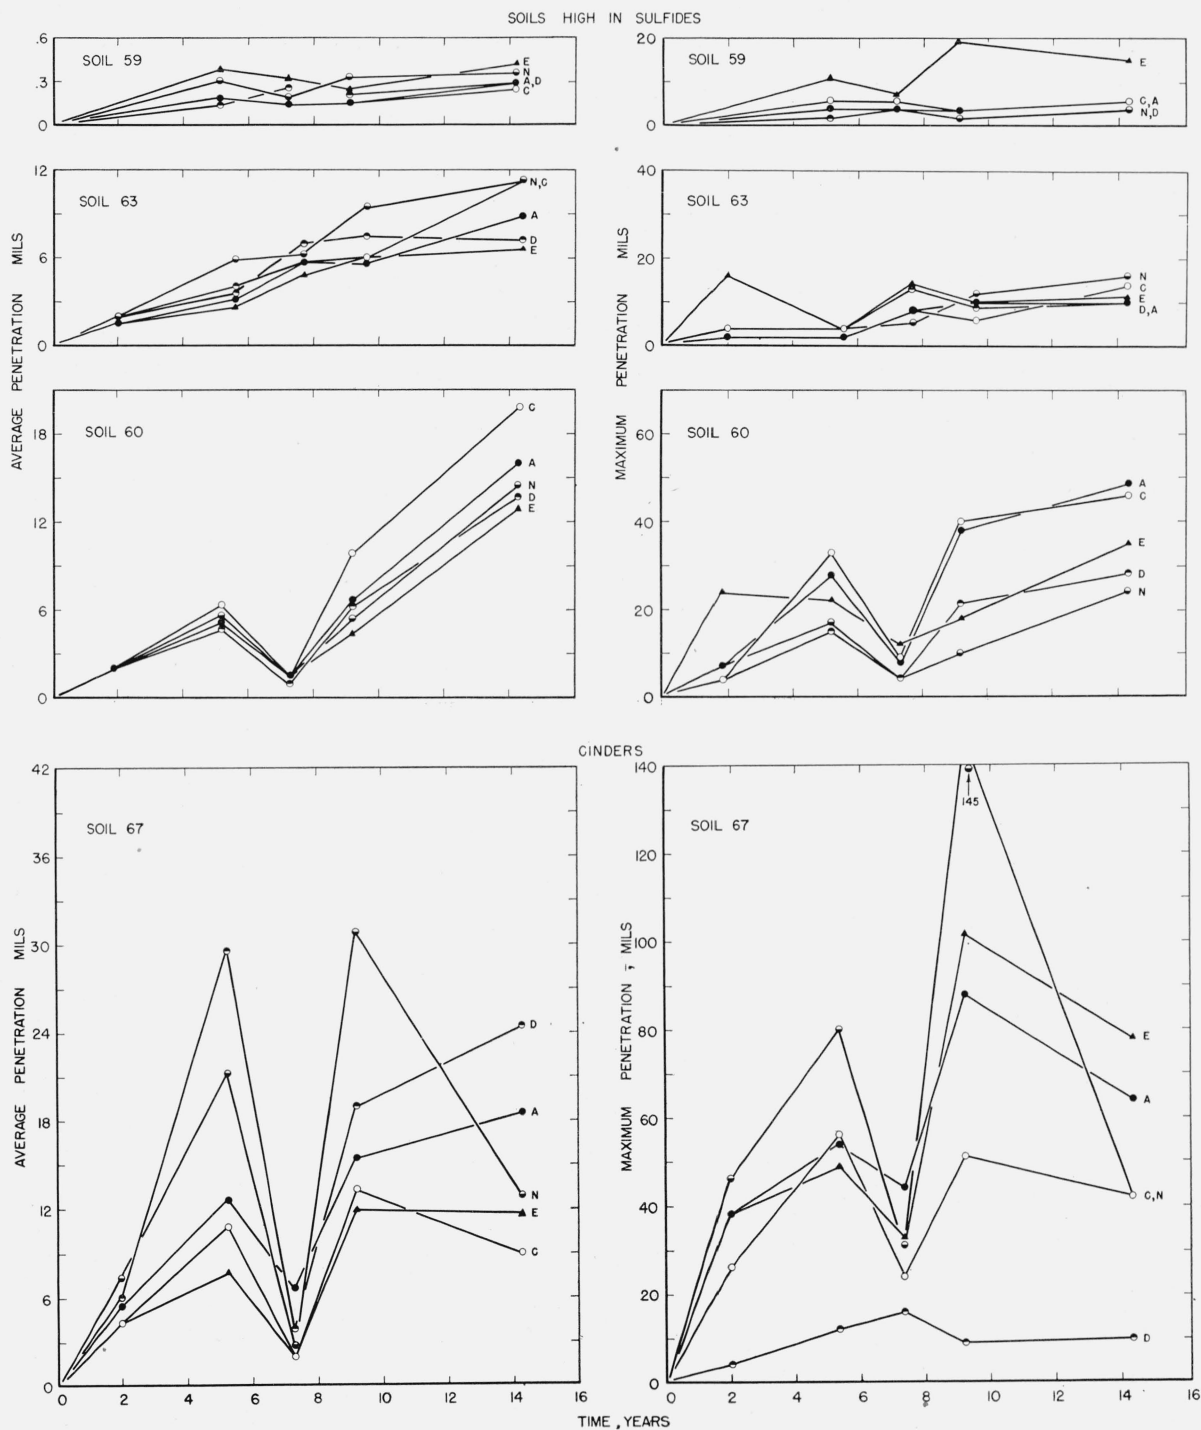 SOILS HIGH IN SULFIDES
SOIL 59
.6
.3
0
E
N
A,D
C
SOIL 59
20
10
0
E
C,A
N,D
SOIL 63
12
6
0
N,C
A
D
E
SOIL 63
40
20
0
N
C
E
D,A
SOIL 60
18
12
6
0
C
A
N
D
E
SOIL 60
60
40
20
0
A
C
E
D
N
AVERAGE PENETRATION MILS
MAXIMUM PENETRATION MILS
CINDERS
SOIL 67
42
36
30
24
18
12
6
0
D
A
N
E
C
0 2 4 6 8 10 12 14 16
AVERAGE PENETRATION MILS
SOIL 67
140
120
100
80
60
40
20
0
145
E
A
C,N
D
0 2 4 6 8 10 12 14 16
MAXIMUM PENETRATION, MILS
TIME, YEARS